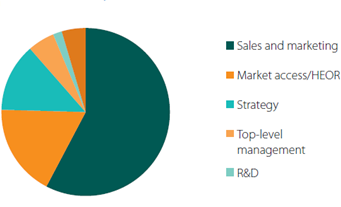 Sales and marketing
Market access/HEOR
Strategy
Top-level
management
R&D